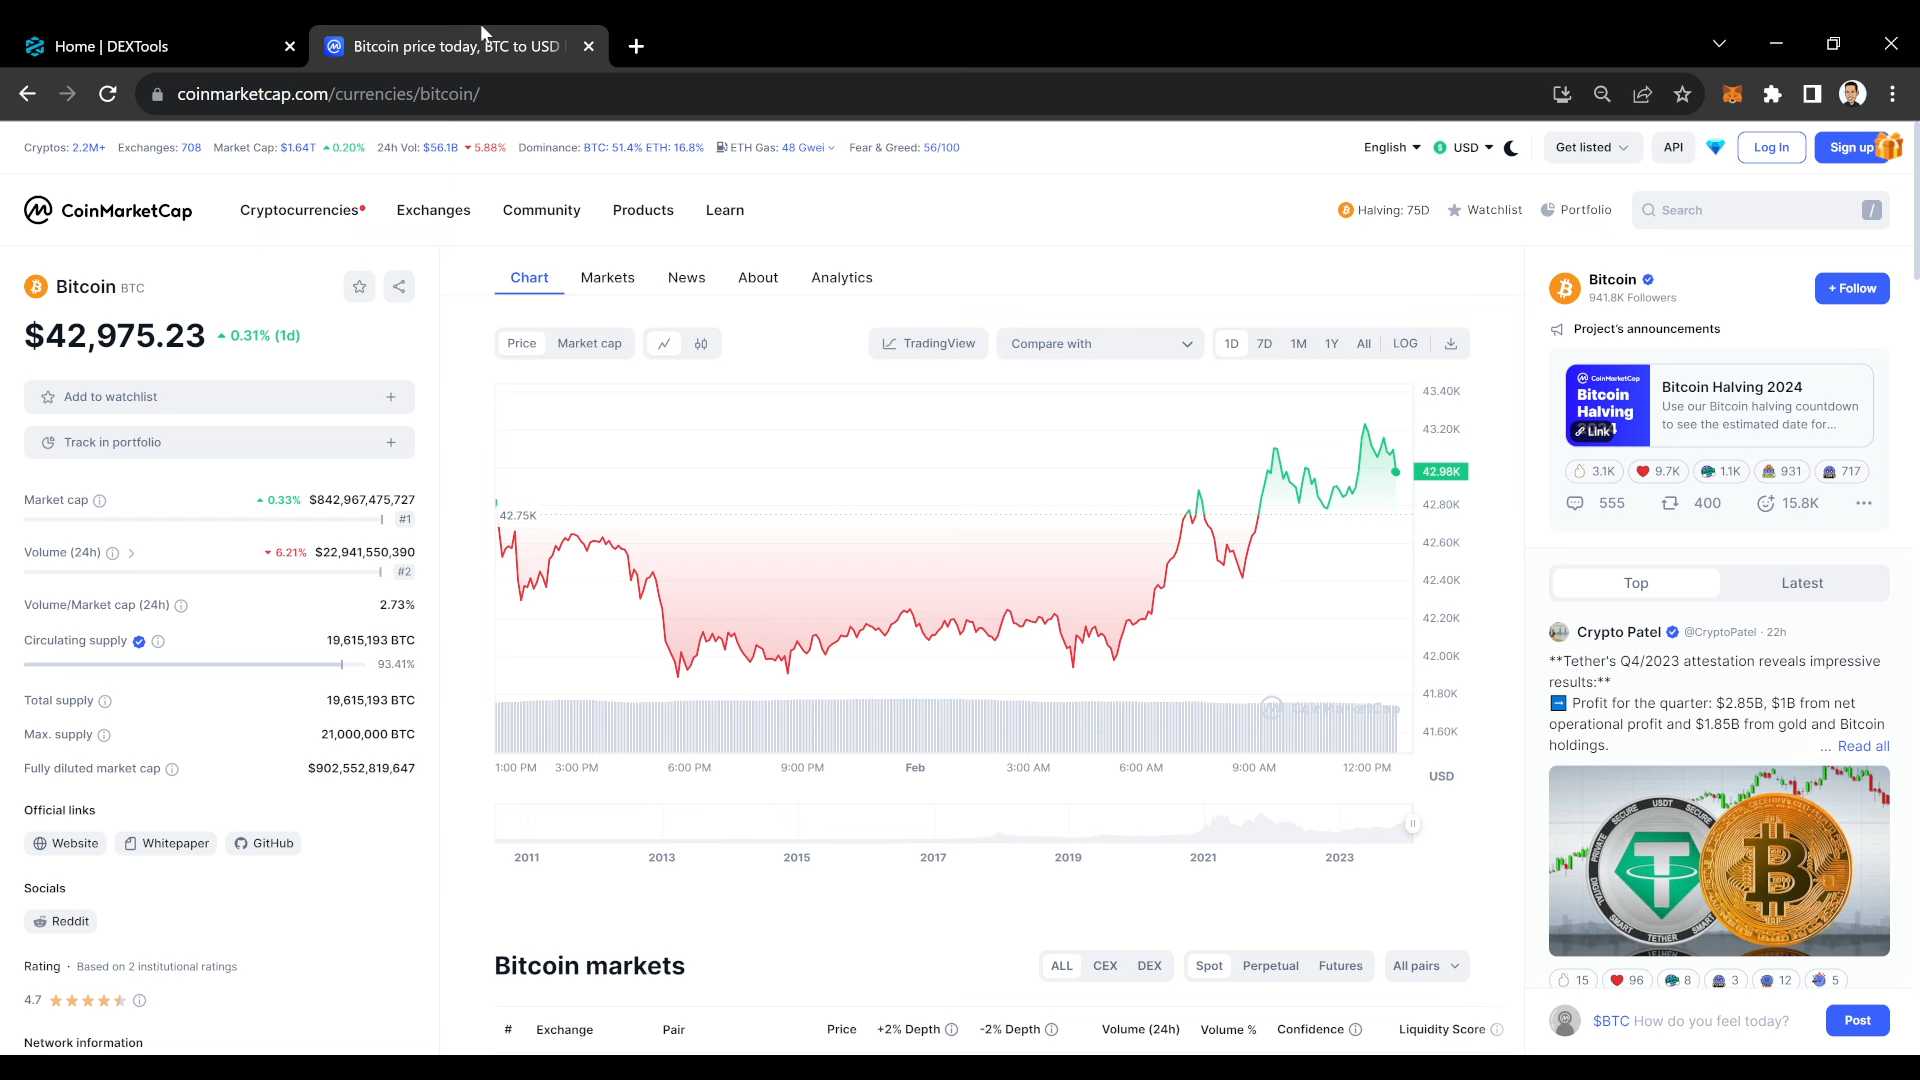 Home | DEXTools
Bitcoin price today, BTC to USD
coinmarketcap.com/currencies/bitcoin/
Cryptos: 2.2M+ Exchanges: 708 Market Cap: $1.64T 0.20% 24h Vol: $56.1B 5.88% Dominance: BTC: 51.4% ETH: 16.8% ETH Gas: 48 Gwei Fear & Greed: 56/100
English USD Get listed API Log In Sign up
CoinMarketCap Cryptocurrencies Exchanges Community Products Learn
Halving: 75D Watchlist Portfolio Search /
Bitcoin BTC
$42,975.23 0.31% (1d)
Add to watchlist +
Track in portfolio +
Market cap 0.33% $842,967,475,727
#1
Volume (24h) 6.21% $22,941,550,390
#2
Volume/Market cap (24h) 2.73%
Circulating supply 19,615,193 BTC
93.41%
Total supply 19,615,193 BTC
Max. supply 21,000,000 BTC
Fully diluted market cap $902,552,819,647
Official links
Website Whitepaper GitHub
Socials
Reddit
Rating · Based on 2 institutional ratings
4.7
Network information
Chart Markets News About Analytics
Price Market cap TradingView Compare with 1D 7D 1M 1Y All LOG
43.40K
43.20K
42.98K
42.80K
42.75K
42.60K
42.40K
42.20K
42.00K
41.80K
CoinMarketCap
41.60K
1:00 PM 3:00 PM 6:00 PM 9:00 PM Feb 3:00 AM 6:00 AM 9:00 AM 12:00 PM USD
2011 2013 2015 2017 2019 2021 2023
Bitcoin markets ALL CEX DEX Spot Perpetual Futures All pairs
# Exchange Pair Price +2% Depth -2% Depth Volume (24h) Volume % Confidence Liquidity Score
Bitcoin
941.8K Followers
+ Follow
Project's announcements
CoinMarketCap
Bitcoin
Halving
Link
Bitcoin Halving 2024
Use our Bitcoin halving countdown
to see the estimated date for...
3.1K 9.7K 1.1K 931 717
555 400 15.8K
Top Latest
Crypto Patel @CryptoPatel · 22h
**Tether's Q4/2023 attestation reveals impressive
results:**
Profit for the quarter: $2.85B, $1B from net
operational profit and $1.85B from gold and Bitcoin
holdings. ... Read all
SECURE USDT SECURE
PRIVATE
DIGITAL
SMART TETHER SMART
15 96 8 3 12 5
$BTC How do you feel today? Post